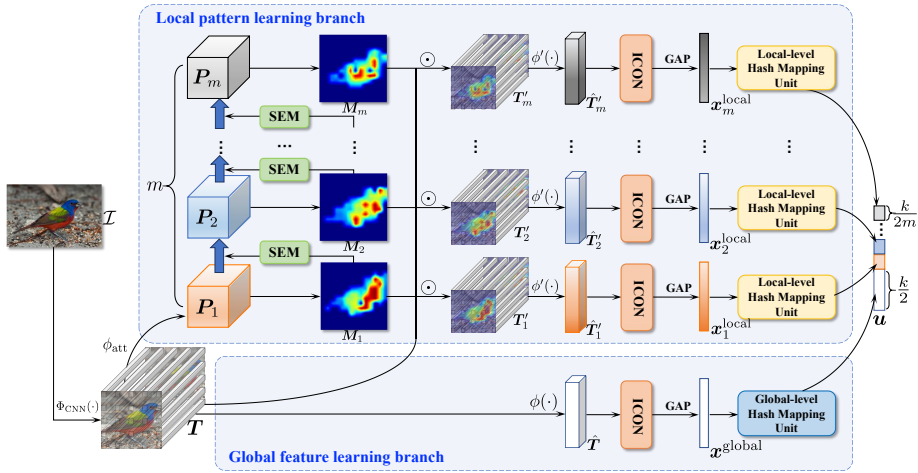 Local pattern learning branch
P_m
M_m
⊙
T'_m
ϕ′(·)
T̂'_m
ICON
GAP
x_m^local
Local-level
Hash Mapping
Unit
SEM
...
m
SEM
P_2
M_2
⊙
T'_2
ϕ′(·)
T̂'_2
ICON
GAP
x_2^local
Local-level
Hash Mapping
Unit
k/2m
I
SEM
P_1
M_1
⊙
T'_1
ϕ′(·)
T̂'_1
ICON
GAP
x_1^local
Local-level
Hash Mapping
Unit
k/2
u
ϕ_att
Φ_CNN(·)
T
ϕ(·)
T̂
ICON
GAP
x^global
Global-level
Hash Mapping
Unit
Global feature learning branch